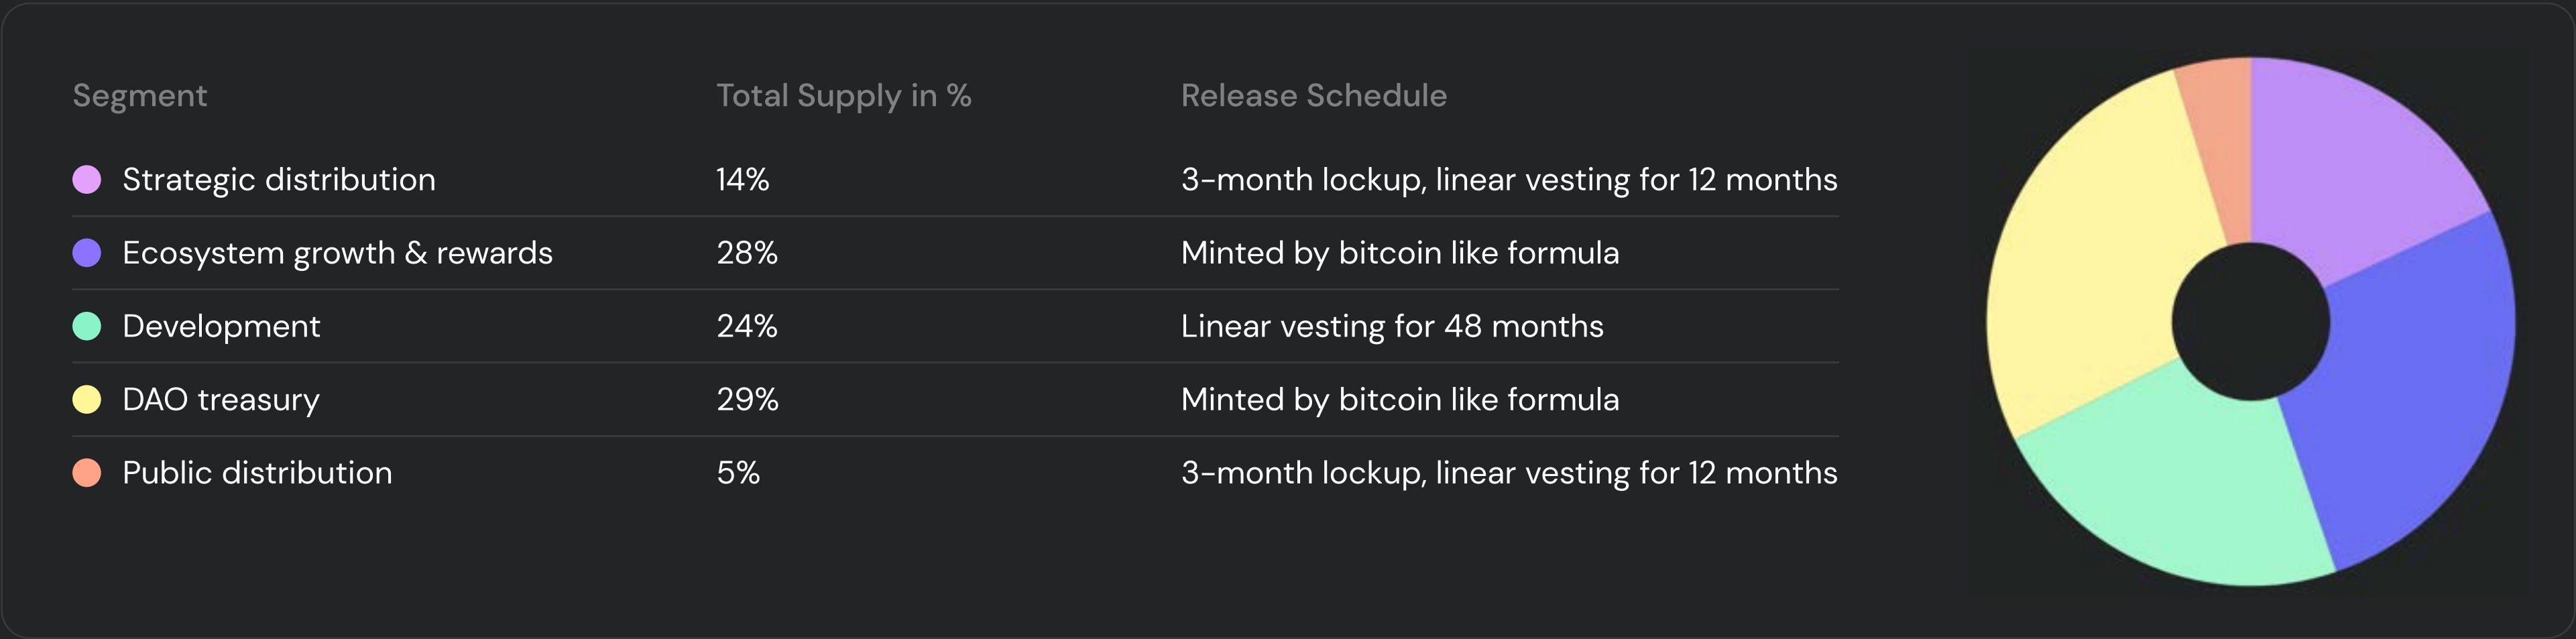 Segment Total Supply in % Release Schedule
Strategic distribution 14% 3-month lockup, linear vesting for 12 months
Ecosystem growth & rewards 28% Minted by bitcoin like formula
Development 24% Linear vesting for 48 months
DAO treasury 29% Minted by bitcoin like formula
Public distribution 5% 3-month lockup, linear vesting for 12 months